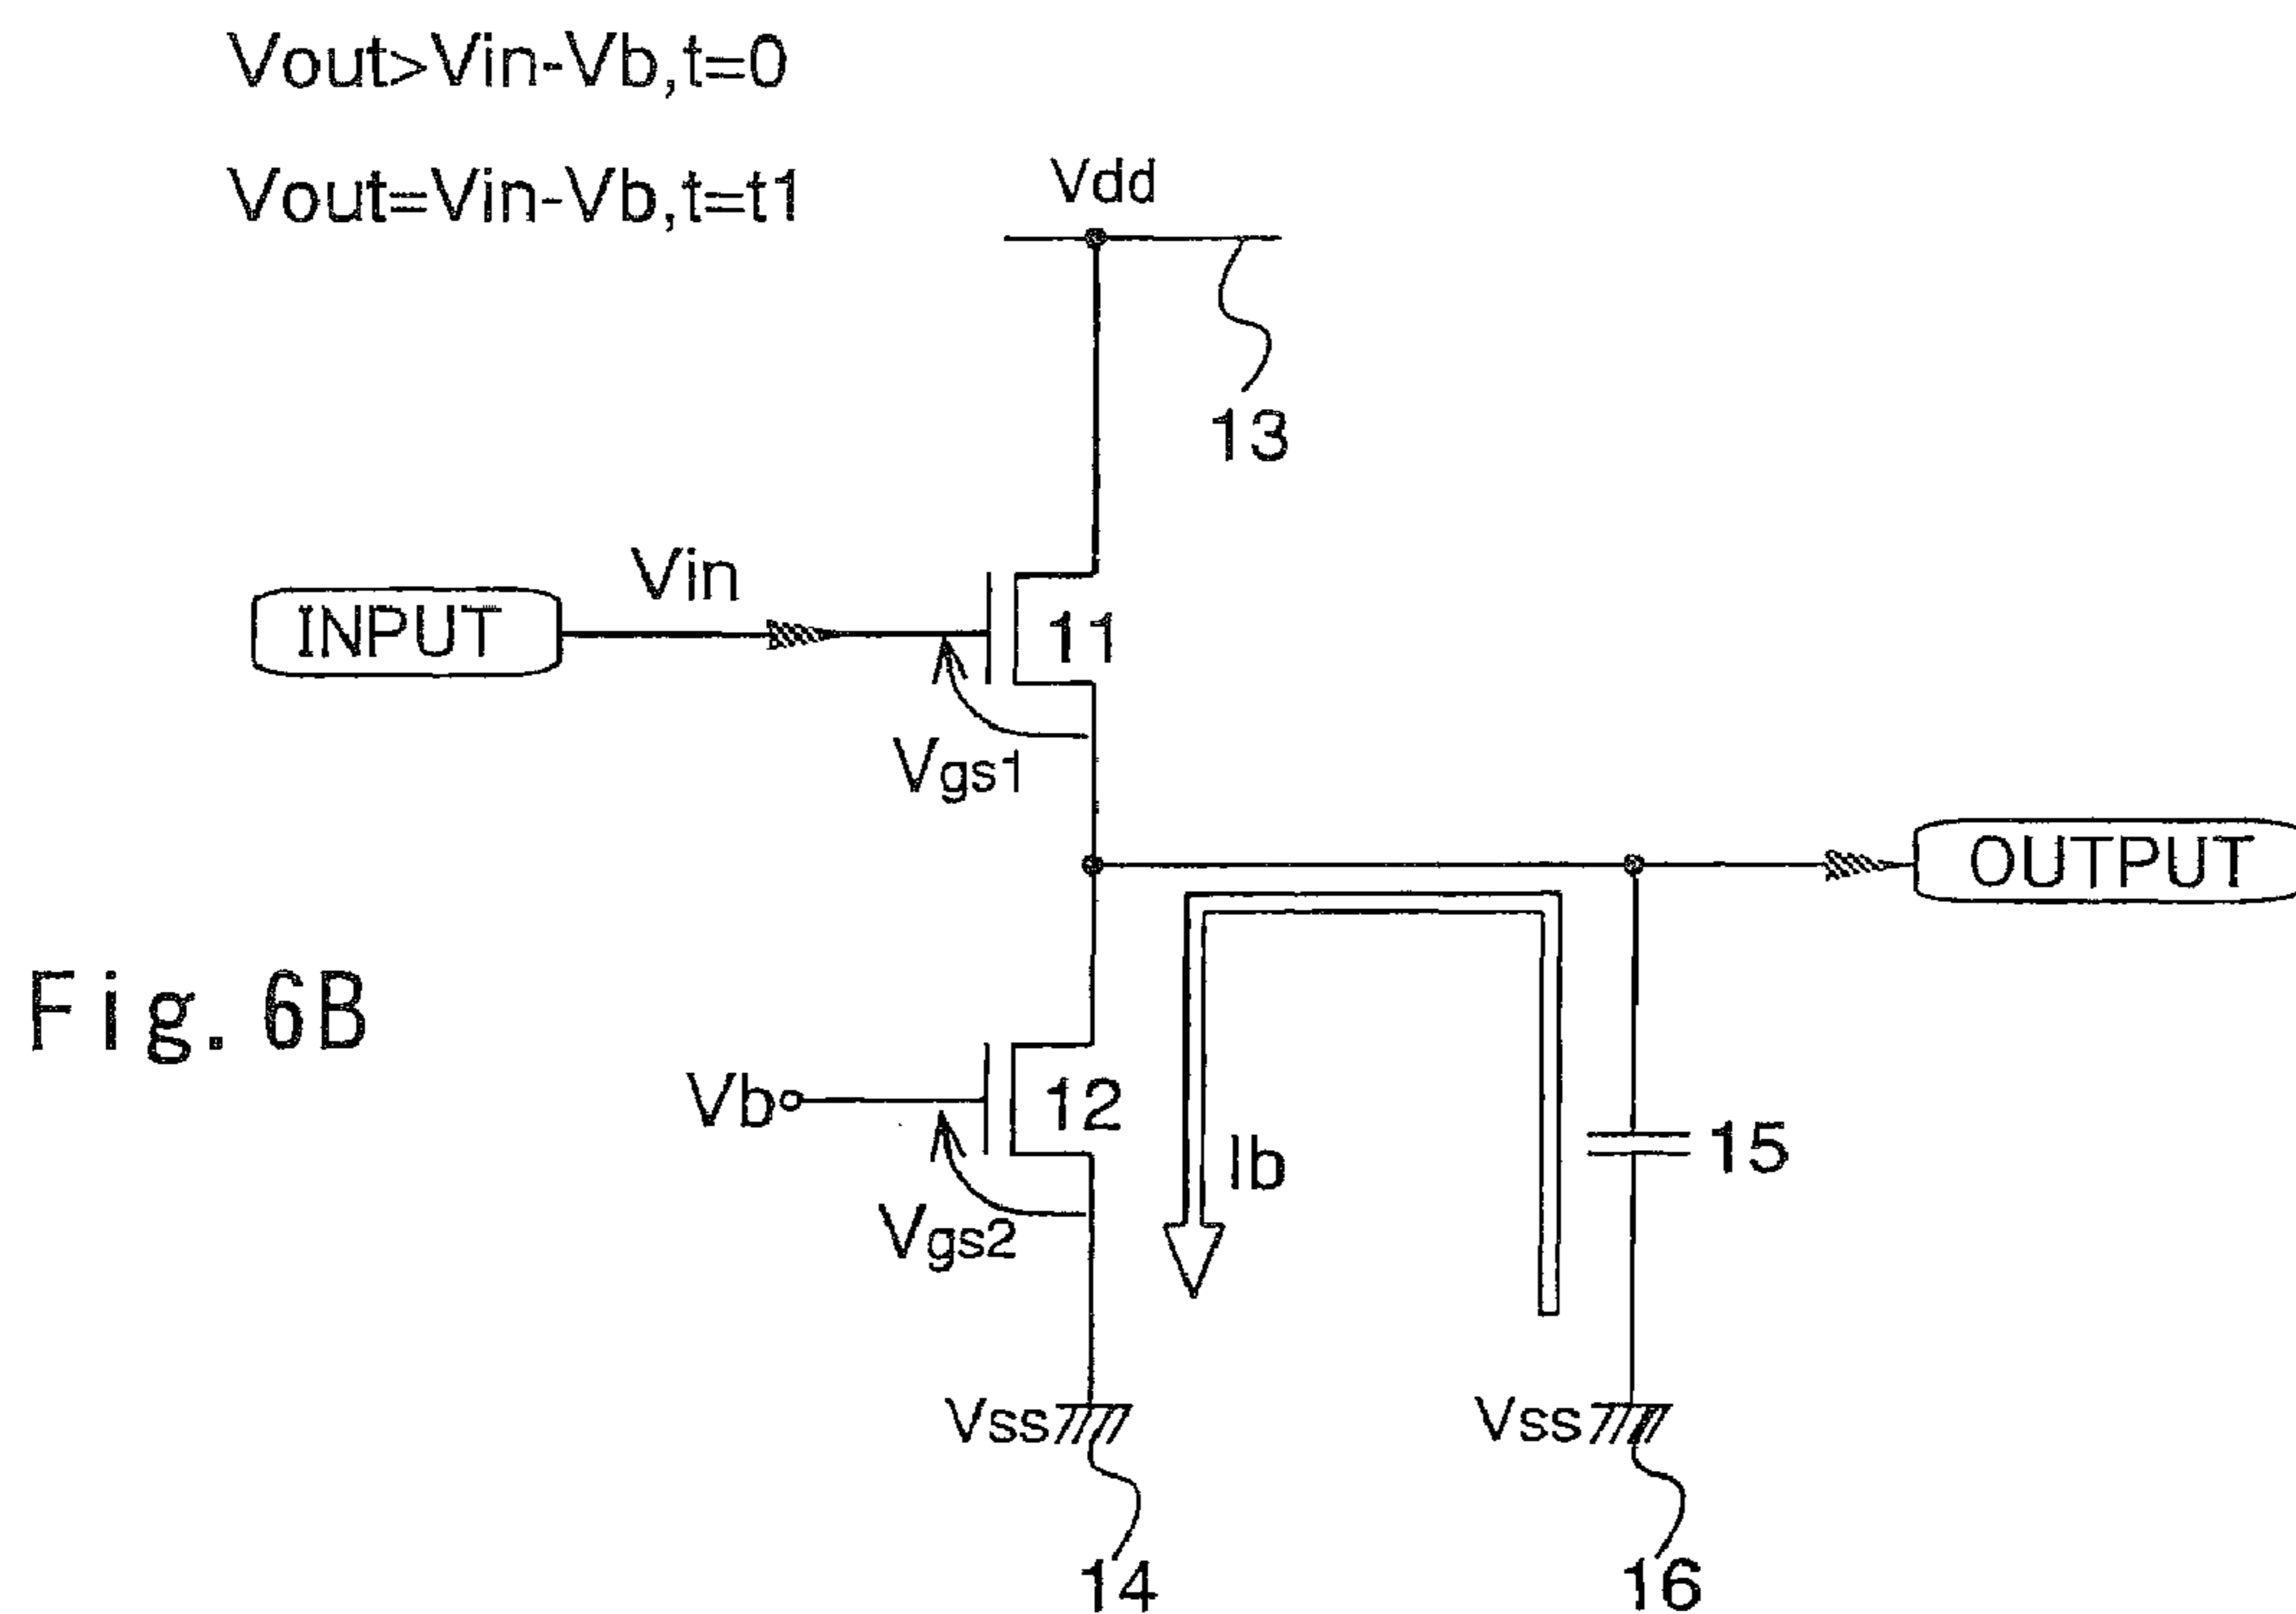 Vout>Vin-Vb,t=0
Vout=Vin-Vb,t=t1
Vdd
13
INPUT
Vin
11
Vgs1
OUTPUT
Fig. 6B
Vb
12
Ib
15
Vgs2
Vss
Vss
14
16